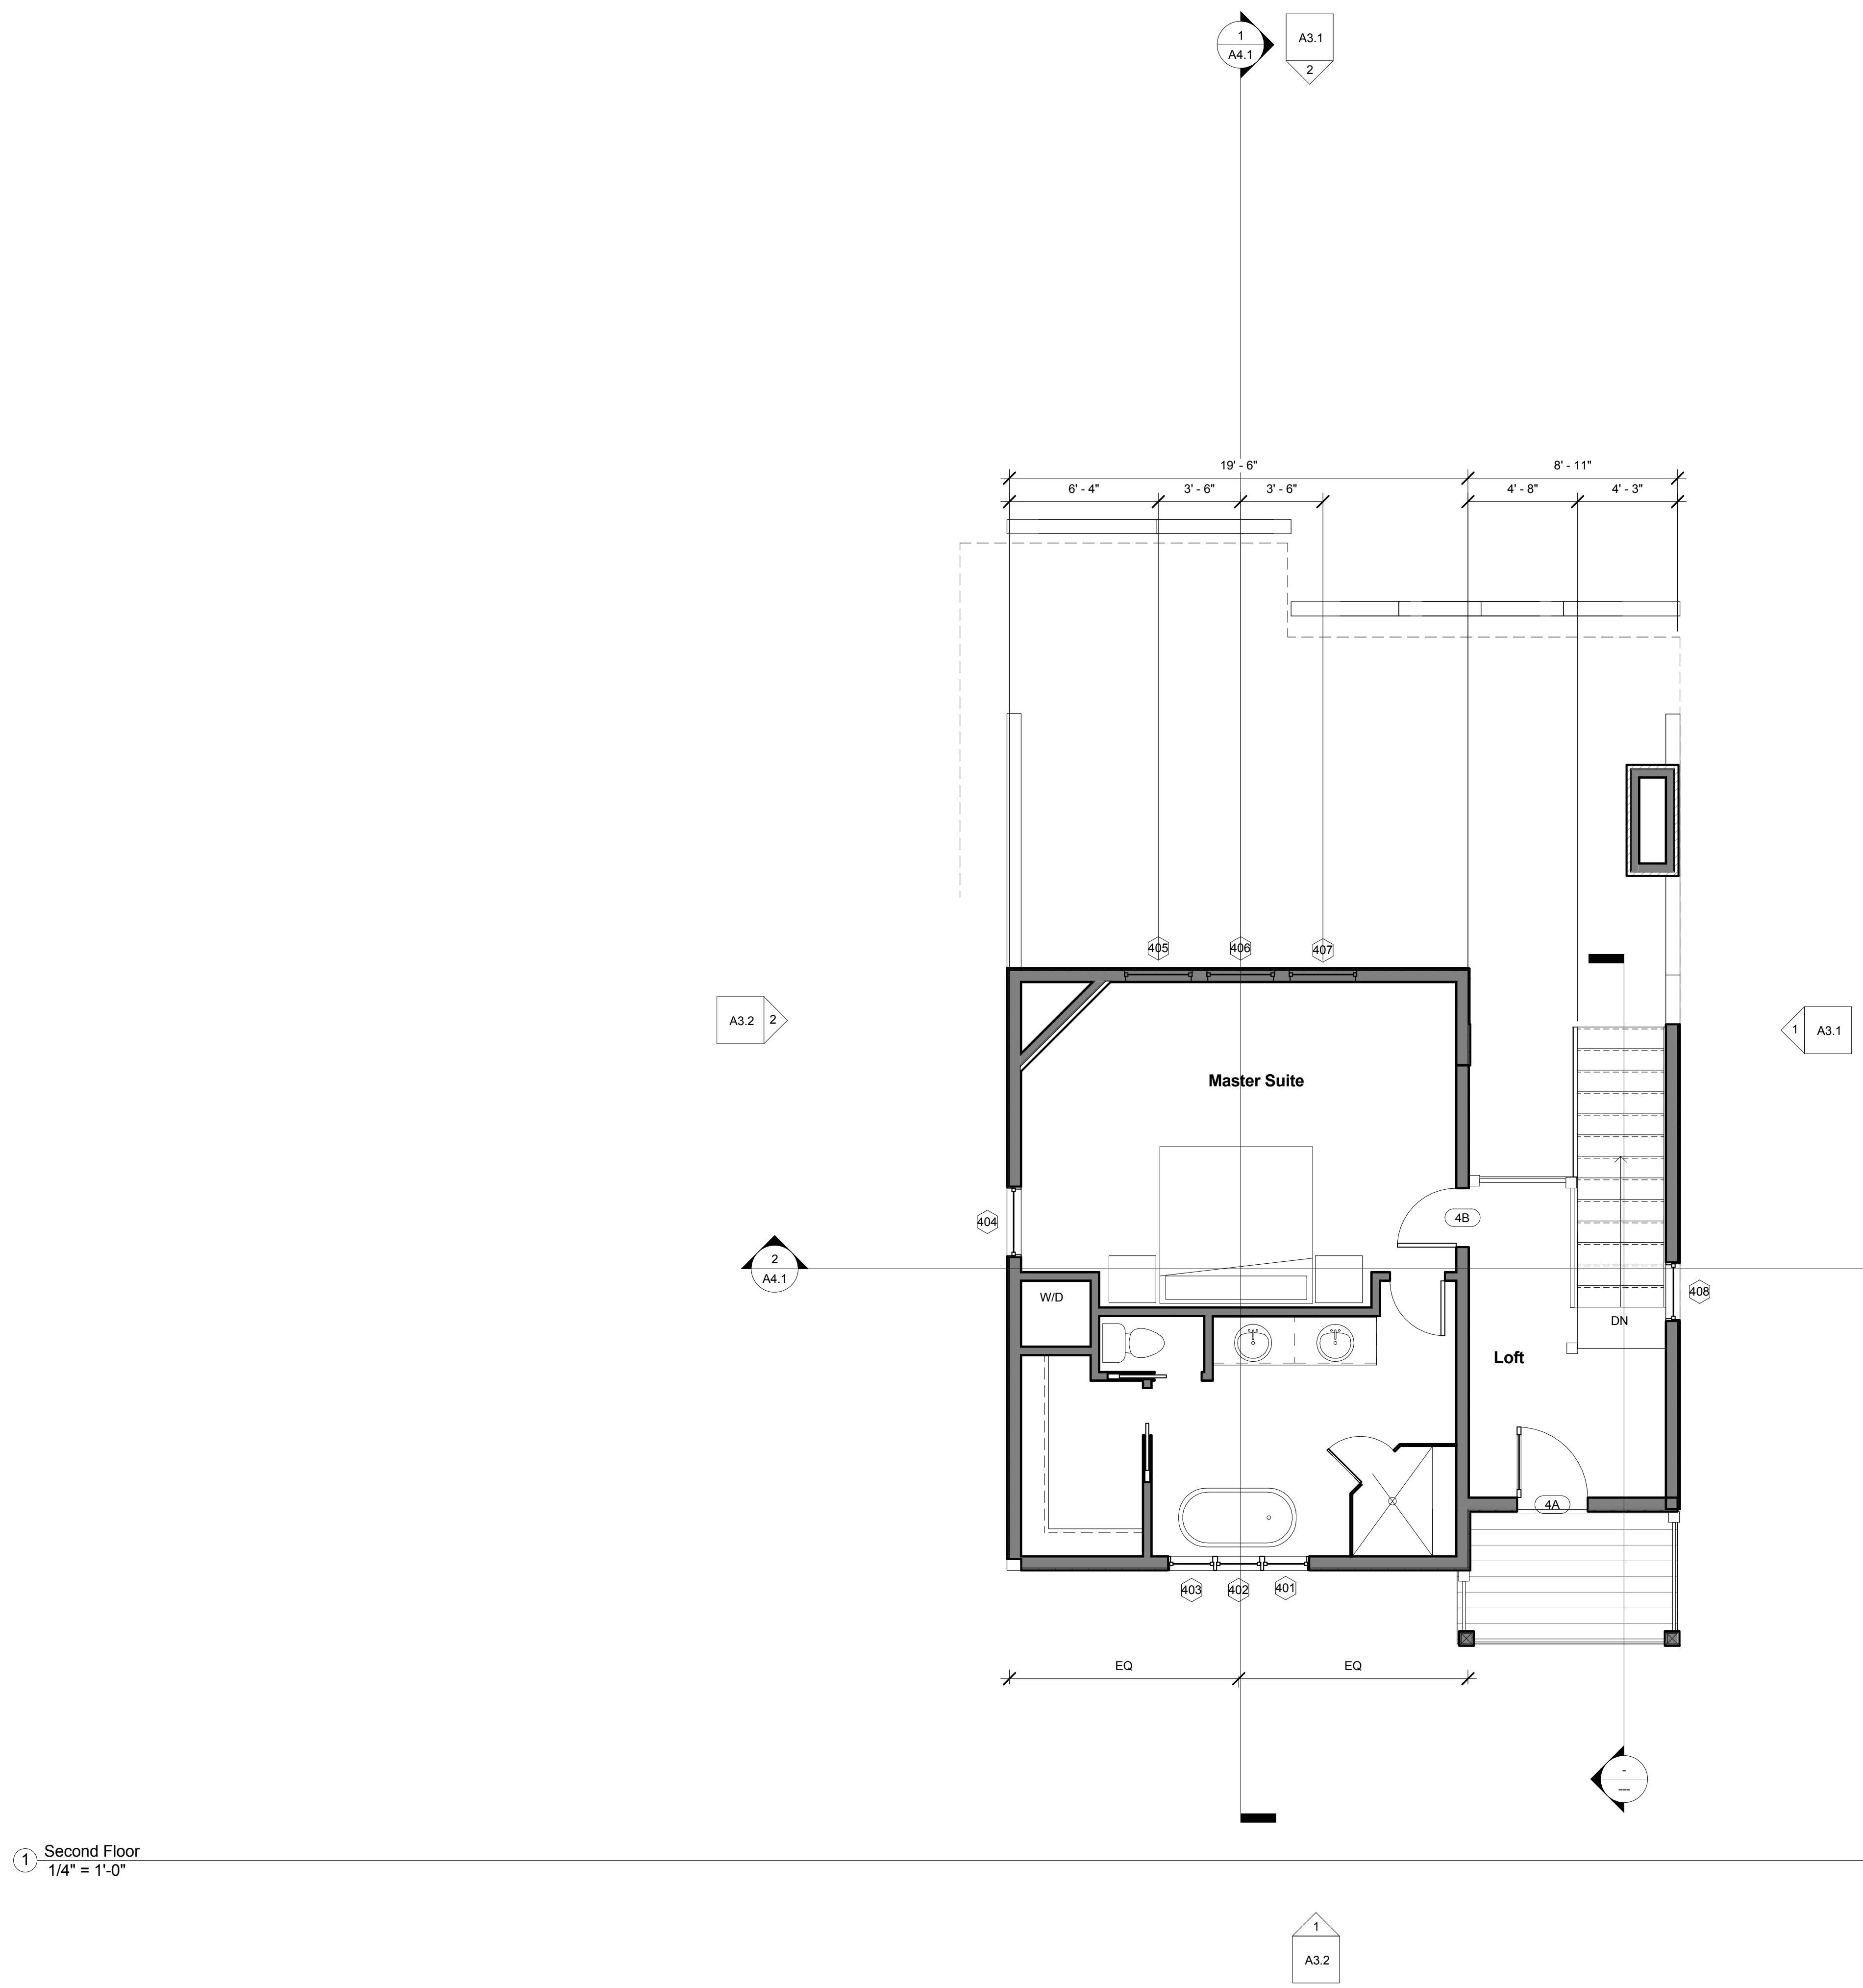 1
A4.1
A3.1
2
19' - 6"
8' - 11"
6' - 4"
3' - 6"
3' - 6"
4' - 8"
4' - 3"
405
406
407
A3.2
2
1
A3.1
Master Suite
404
4B
2
A4.1
W/D
408
DN
Loft
4A
403
402
401
EQ
EQ
-
---
1
Second Floor
1/4" = 1'-0"
1
A3.2